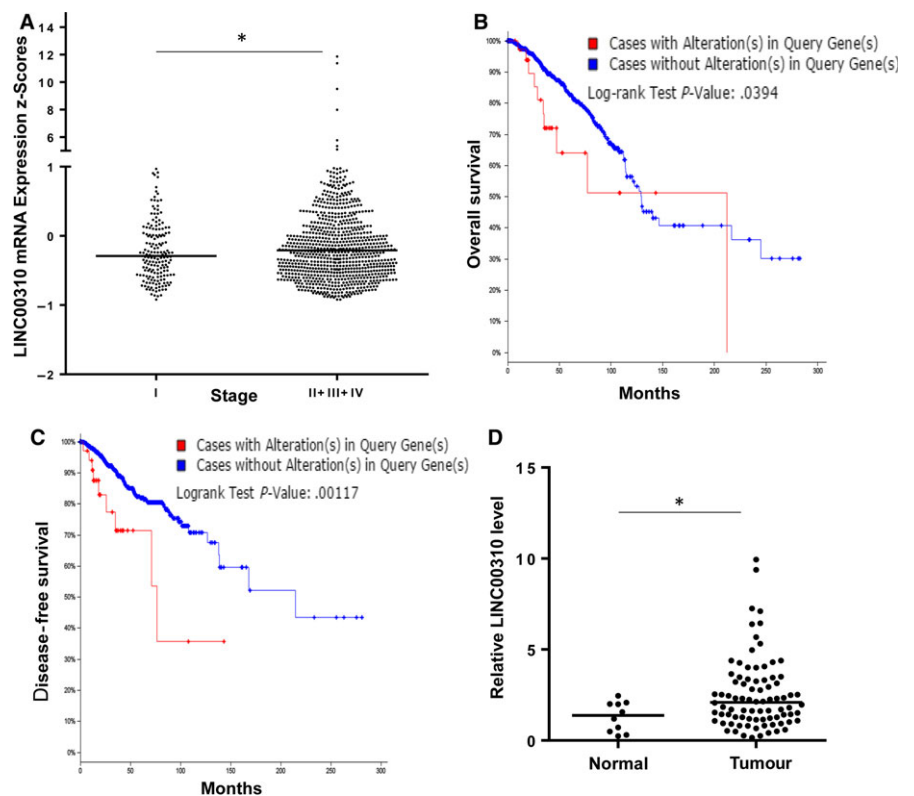 A
*
LINC00310 mRNA Expression z-Scores
14
12
10
8
6
4
1
–0
–1
–2
I
Stage
II+III+IV
B
Cases with Alteration(s) in Query Gene(s)
Cases without Alteration(s) in Query Gene(s)
Log-rank Test P-Value: .0394
Overall survival
100%
90%
80%
70%
60%
50%
40%
30%
20%
10%
0%
0
50
100
150
200
250
300
Months
C
Cases with Alteration(s) in Query Gene(s)
Cases without Alteration(s) in Query Gene(s)
Logrank Test P-Value: .00117
Disease-free survival
100%
90%
80%
70%
60%
50%
40%
30%
20%
10%
0%
0
50
100
150
200
250
300
Months
D
*
Relative LINC00310 level
15
10
5
0
Normal
Tumour